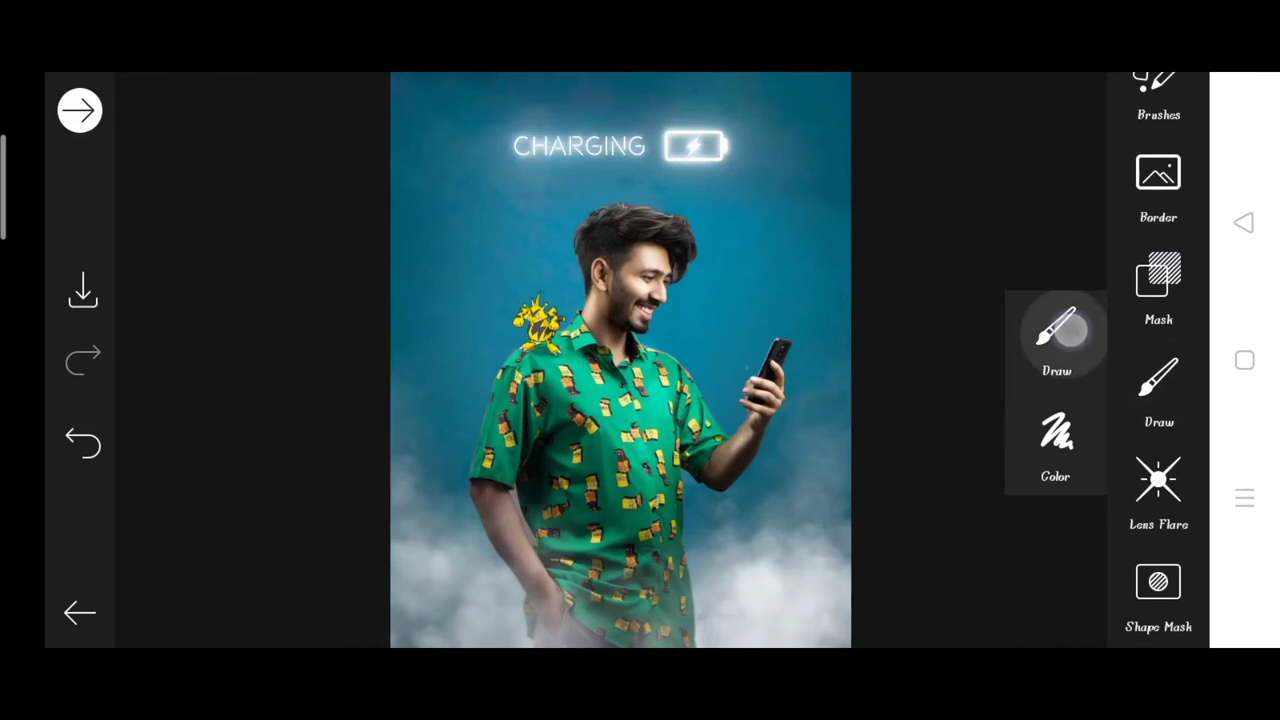 Brushes
CHARGING
Border
Mask
Draw
Draw
Color
Lens Flare
Shape Mask